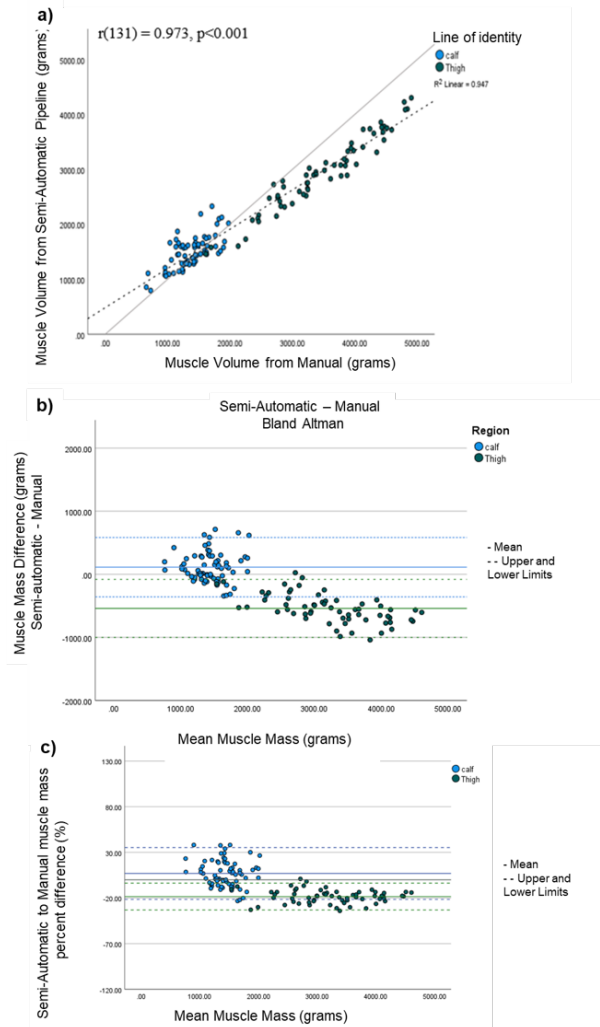 a)
r(131) = 0.973, p<0.001
Muscle Volume from Semi-Automatic Pipeline (grams)
5000.00
4000.00
3000.00
2000.00
1000.00
.00
.00 1000.00 2000.00 3000.00 4000.00 5000.00
Muscle Volume from Manual (grams)
Line of identity
calf
Thigh
R² Linear = 0.947
b)
Semi-Automatic – Manual
Bland Altman
Muscle Mass Difference (grams)
Semi-automatic - Manual
2000.00
1000.00
.00
-1000.00
-2000.00
.00 1000.00 2000.00 3000.00 4000.00 5000.00
Mean Muscle Mass (grams)
Region
calf
Thigh
- Mean
- - Upper and
Lower Limits
c)
Semi-Automatic to Manual muscle mass
percent difference (%)
130.00
80.00
30.00
-20.00
-70.00
-120.00
.00 1000.00 2000.00 3000.00 4000.00 5000.00
Mean Muscle Mass (grams)
calf
Thigh
- Mean
- - Upper and
Lower Limits